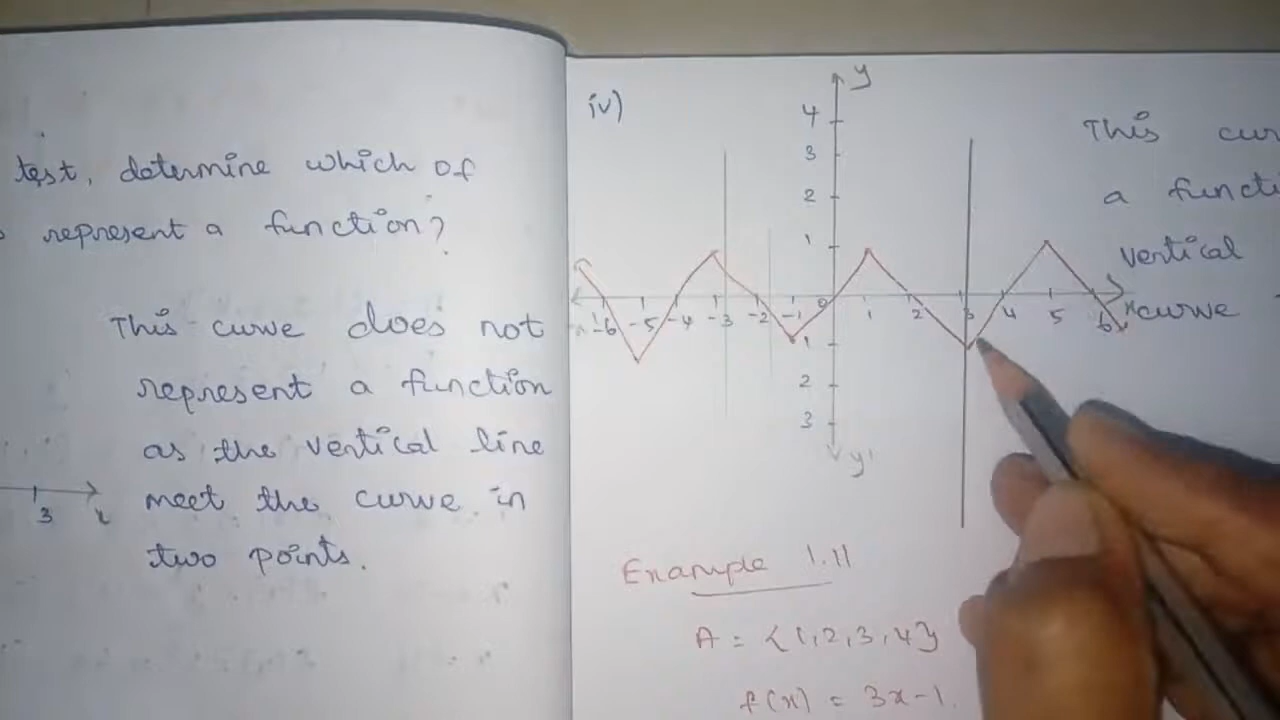 test, determine which of
represent a function?
This curve does not
represent a function
as the vertical line
meet the curve in
two points.
3 x
iv)
y
4
3
2
1
-6 -5 -4 -3 -2 -1 0 1 2 3 4 5 6 x
1
2
3
y'
This cur
a functi
vertical
curve
Example 1.11
A = {1,2,3,4}
f(x) = 3x-1.